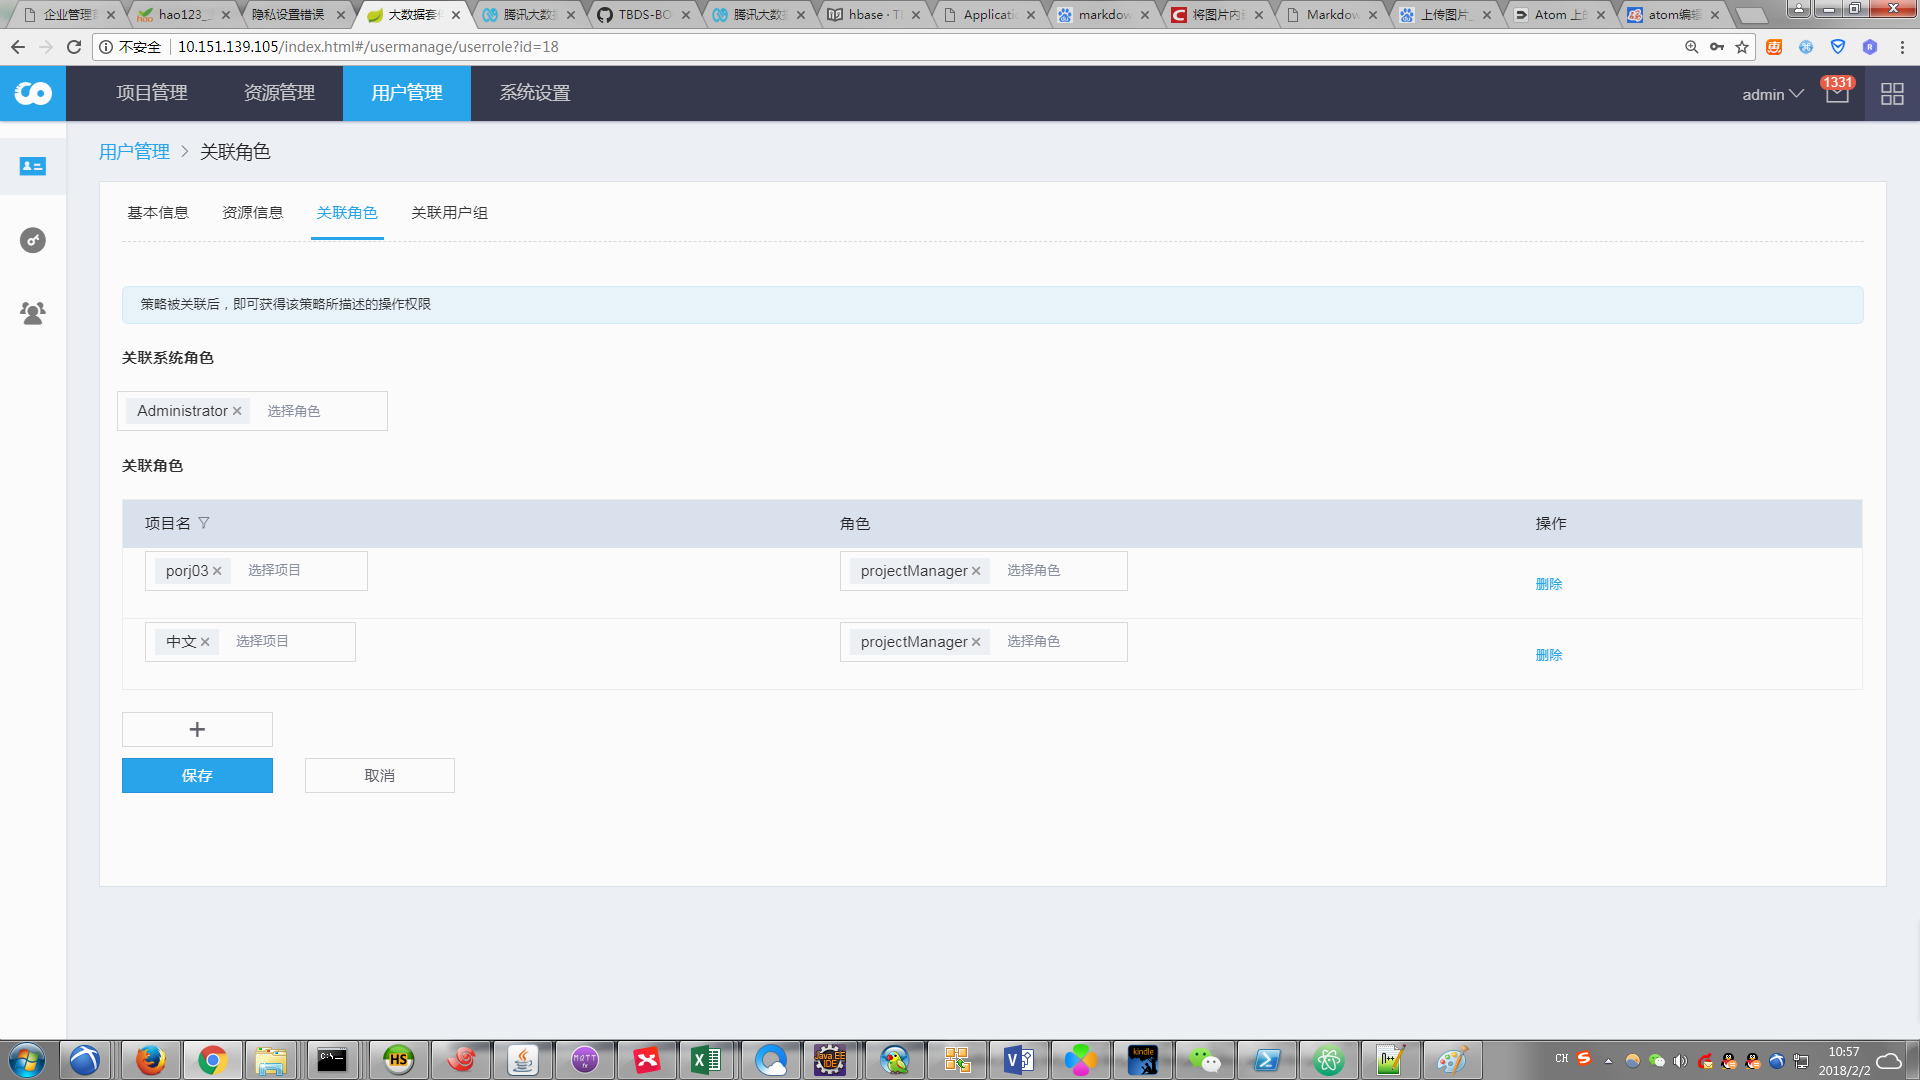 企业管理
hao123_
隐私设置错误
大数据套
腾讯大数据
TBDS-BO
腾讯大数据
hbase · T
Applicatio
markdow
将图片内
Markdow
上传图片_
Atom 上
atom编辑
不安全 10.151.139.105/index.html#/usermanage/userrole?id=18
项目管理 资源管理 用户管理 系统设置 admin 1331
用户管理 > 关联角色
基本信息 资源信息 关联角色 关联用户组
策略被关联后，即可获得该策略所描述的操作权限
关联系统角色
Administrator × 选择角色
关联角色
项目名 角色 操作
porj03 × 选择项目 projectManager × 选择角色 删除
中文 × 选择项目 projectManager × 选择角色 删除
+
保存 取消
CH 10:57
2018/2/2